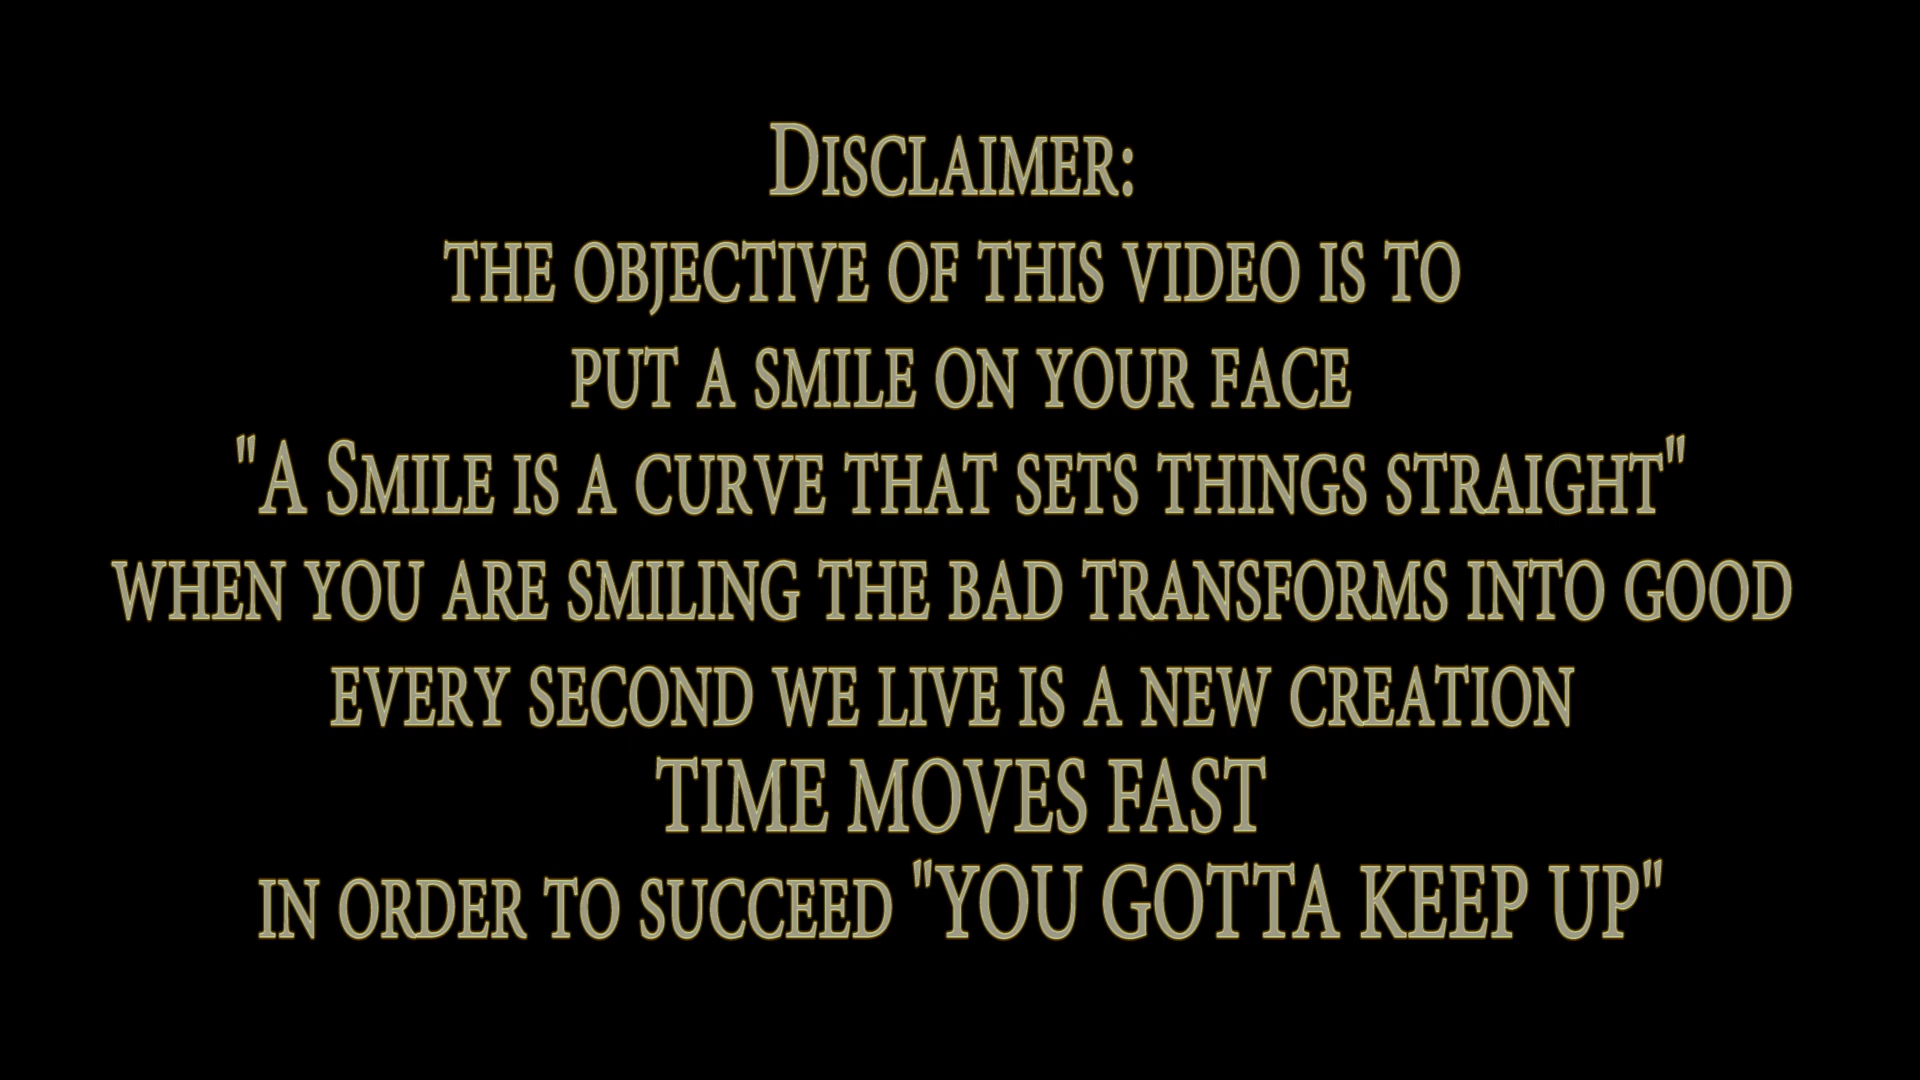 Disclaimer:
the objective of this video is to
put a smile on your face
"A Smile is a curve that sets things straight"
when you are smiling the bad transforms into good
every second we live is a new creation
TIME MOVES FAST
in order to succeed "YOU GOTTA KEEP UP"